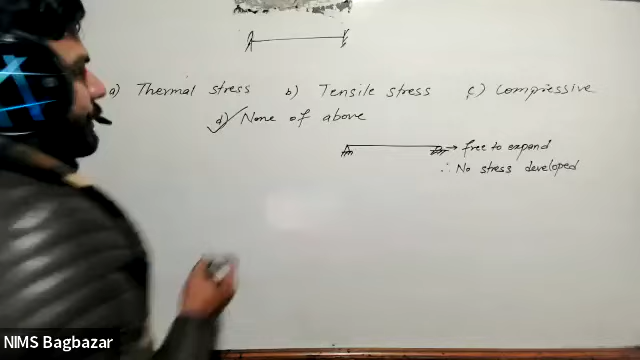 a) Thermal stress b) Tensile stress c) Compressive
d) None of above
→ free to expand
∴ No stress developed
NIMS Bagbazar